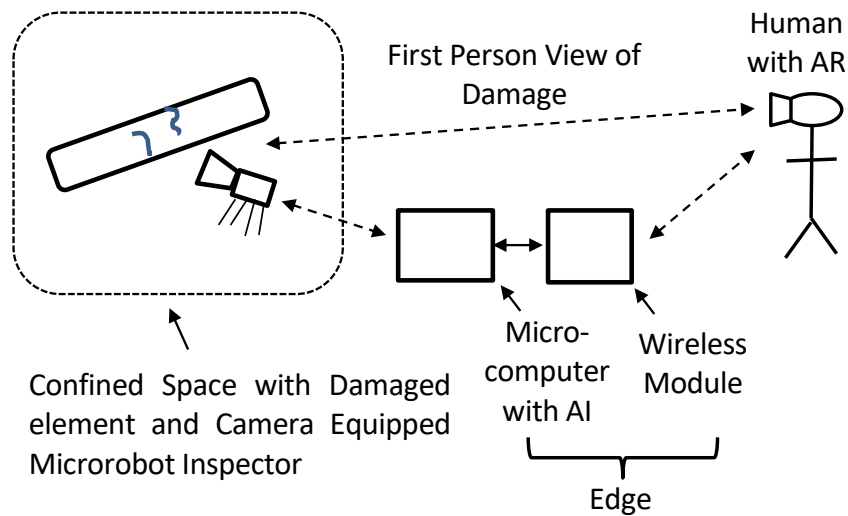 First Person View of
Damage
Human
with AR
Micro-
computer
with AI
Wireless
Module
Confined Space with Damaged
element and Camera Equipped
Microrobot Inspector
Edge